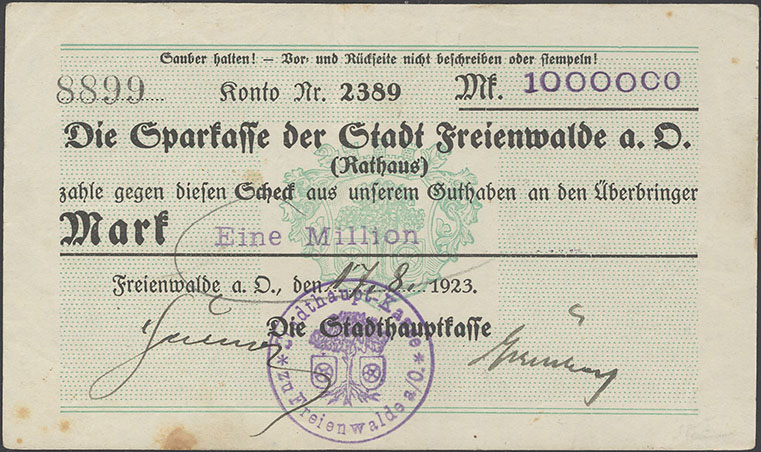 Sauber halten! – Vor- und Rückseite nicht beschreiben oder stempeln!
8899 Konto Nr. 2389 Mk. 1000000
Die Sparkasse der Stadt Freienwalde a. O.
(Rathaus)
zahle gegen diesen Scheck aus unserem Guthaben an den Überbringer
Mark Eine Million
Freienwalde a. O., den 17.8. 1923.
Die Stadthauptkasse
Stadthaupt-Kasse
Freienwalde a/O.